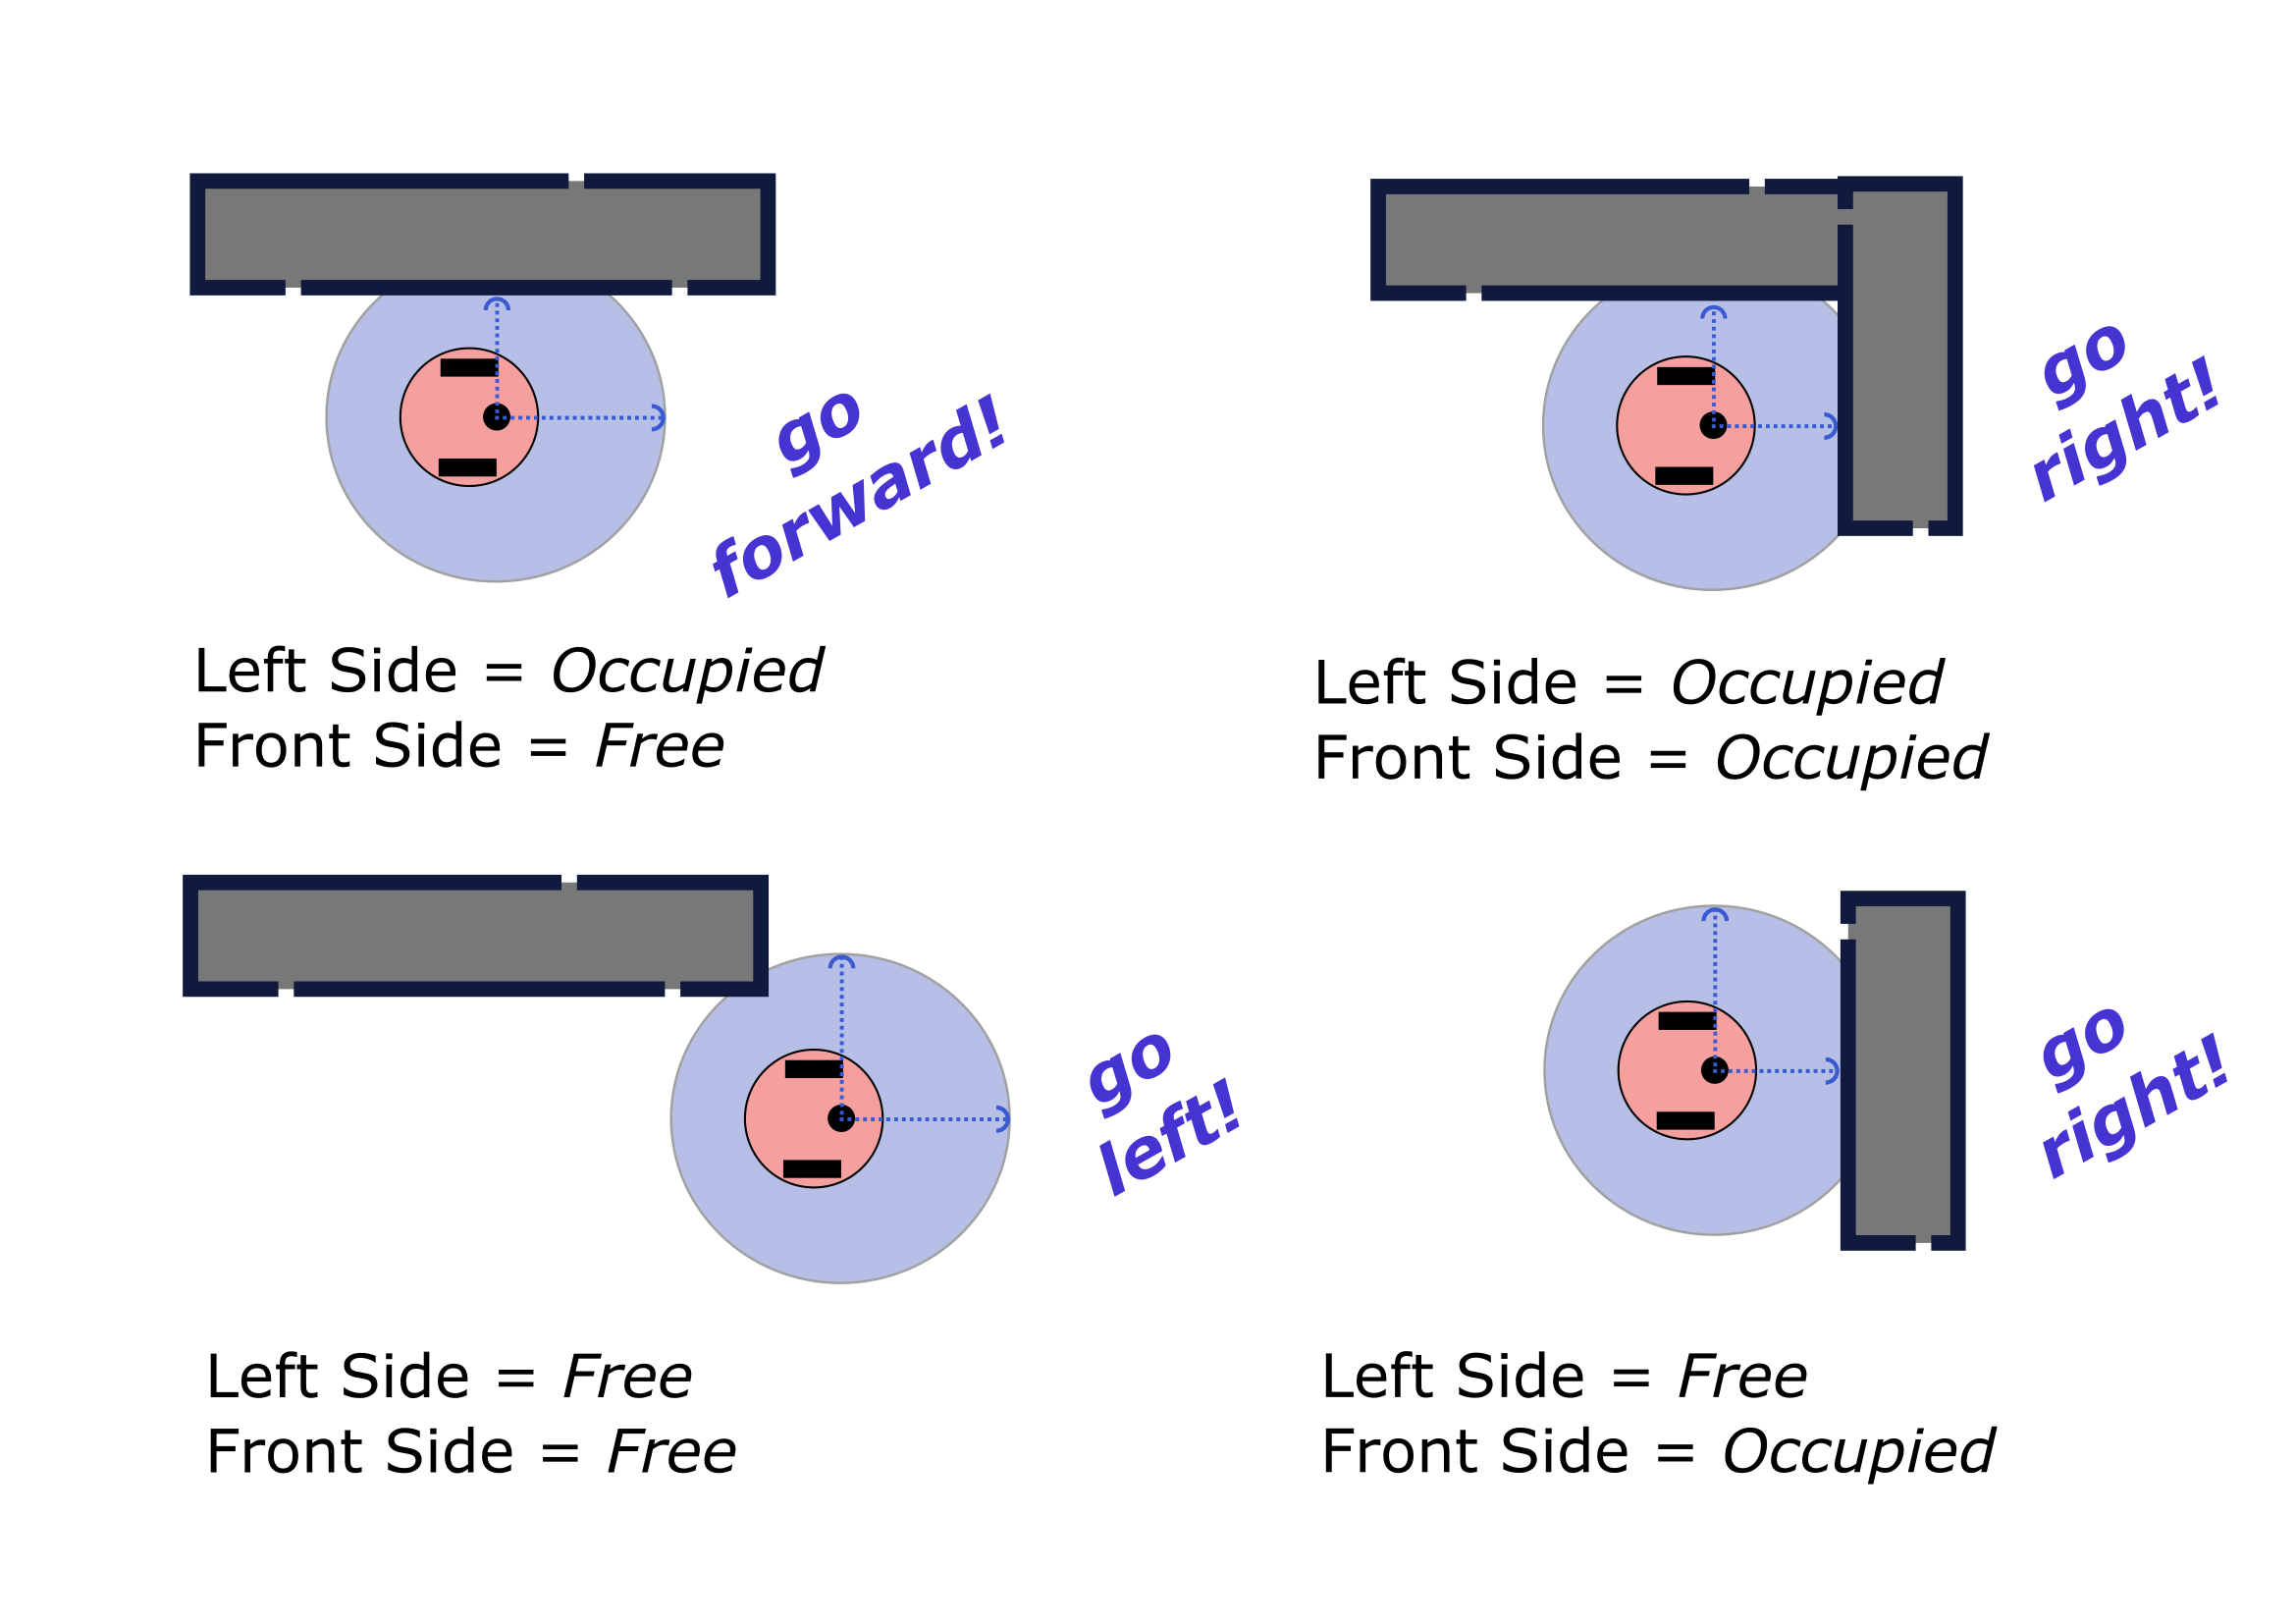 go
forward!
Left Side = Occupied
Front Side = Free
go
right!
Left Side = Occupied
Front Side = Occupied
go
left!
Left Side = Free
Front Side = Free
go
right!
Left Side = Free
Front Side = Occupied